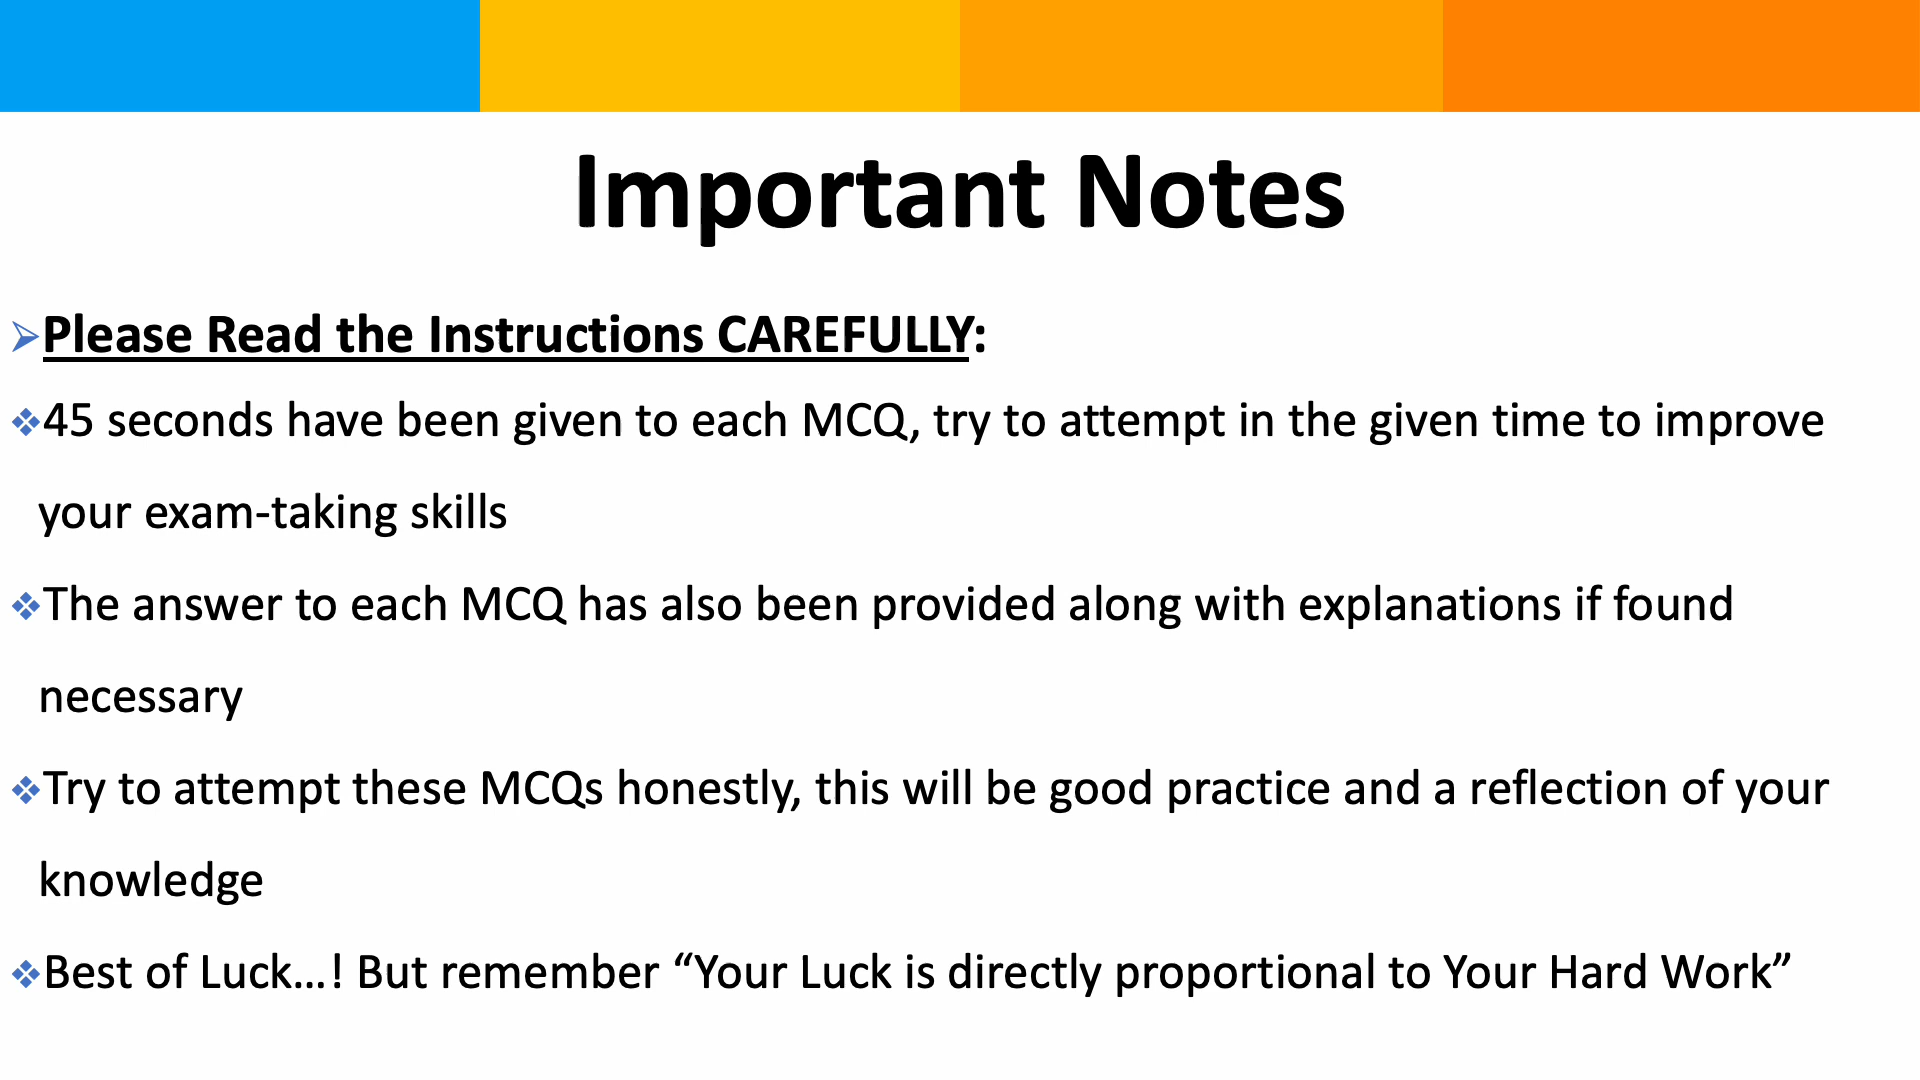 Important Notes
➢Please Read the Instructions CAREFULLY:
❖45 seconds have been given to each MCQ, try to attempt in the given time to improve
your exam-taking skills
❖The answer to each MCQ has also been provided along with explanations if found
necessary
❖Try to attempt these MCQs honestly, this will be good practice and a reflection of your
knowledge
❖Best of Luck…! But remember “Your Luck is directly proportional to Your Hard Work”